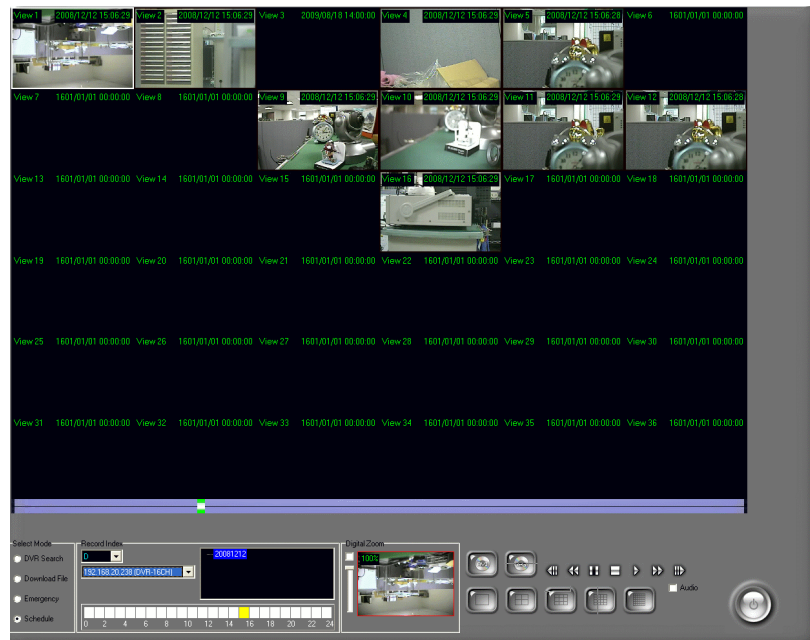 View 1 2008/12/12 15:06:29 View 2 2008/12/12 15:06:29 View 3 2009/08/18 14:00:00 View 4 2008/12/12 15:06:29 View 5 2008/12/12 15:06:28 View 6 1601/01/01 00:00:00
View 7 1601/01/01 00:00:00 View 8 1601/01/01 00:00:00 View 9 2008/12/12 15:06:29 View 10 2008/12/12 15:06:29 View 11 2008/12/12 15:06:28 View 12 2008/12/12 15:06:28
View 13 1601/01/01 00:00:00 View 14 1601/01/01 00:00:00 View 15 1601/01/01 00:00:00 View 16 2008/12/12 15:06:29 View 17 1601/01/01 00:00:00 View 18 1601/01/01 00:00:00
View 19 1601/01/01 00:00:00 View 20 1601/01/01 00:00:00 View 21 1601/01/01 00:00:00 View 22 1601/01/01 00:00:00 View 23 1601/01/01 00:00:00 View 24 1601/01/01 00:00:00
View 25 1601/01/01 00:00:00 View 26 1601/01/01 00:00:00 View 27 1601/01/01 00:00:00 View 28 1601/01/01 00:00:00 View 29 1601/01/01 00:00:00 View 30 1601/01/01 00:00:00
View 31 1601/01/01 00:00:00 View 32 1601/01/01 00:00:00 View 33 1601/01/01 00:00:00 View 34 1601/01/01 00:00:00 View 35 1601/01/01 00:00:00 View 36 1601/01/01 00:00:00
Select Mode
DVR Search
Download File
Emergency
Schedule
Record Index
D
192.168.20.238 (DVR-16CH)
20081212
0 2 4 6 8 10 12 14 16 18 20 22 24
Digital Zoom
100%
Audio